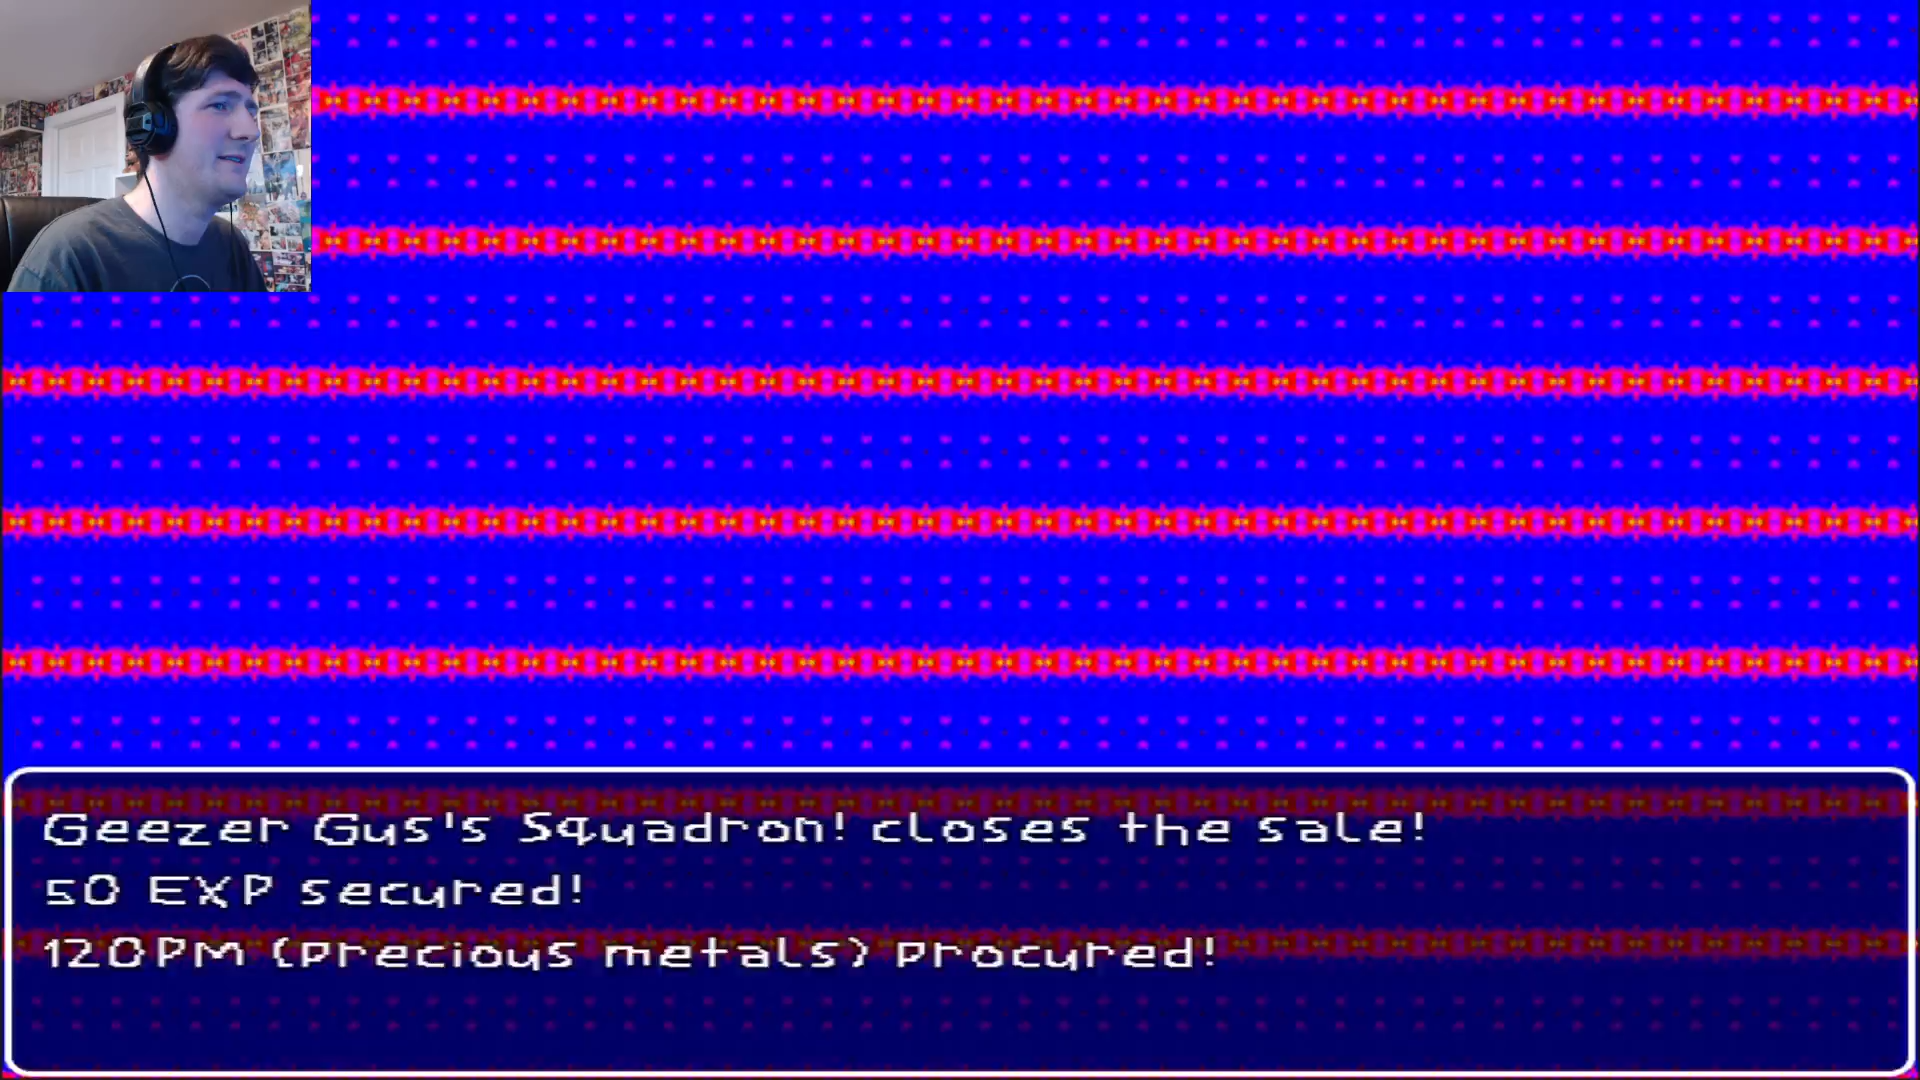 Geezer Gus's Squadron! closes the sale!
50 EXP secured!
120PM (Precious metals) Procured!